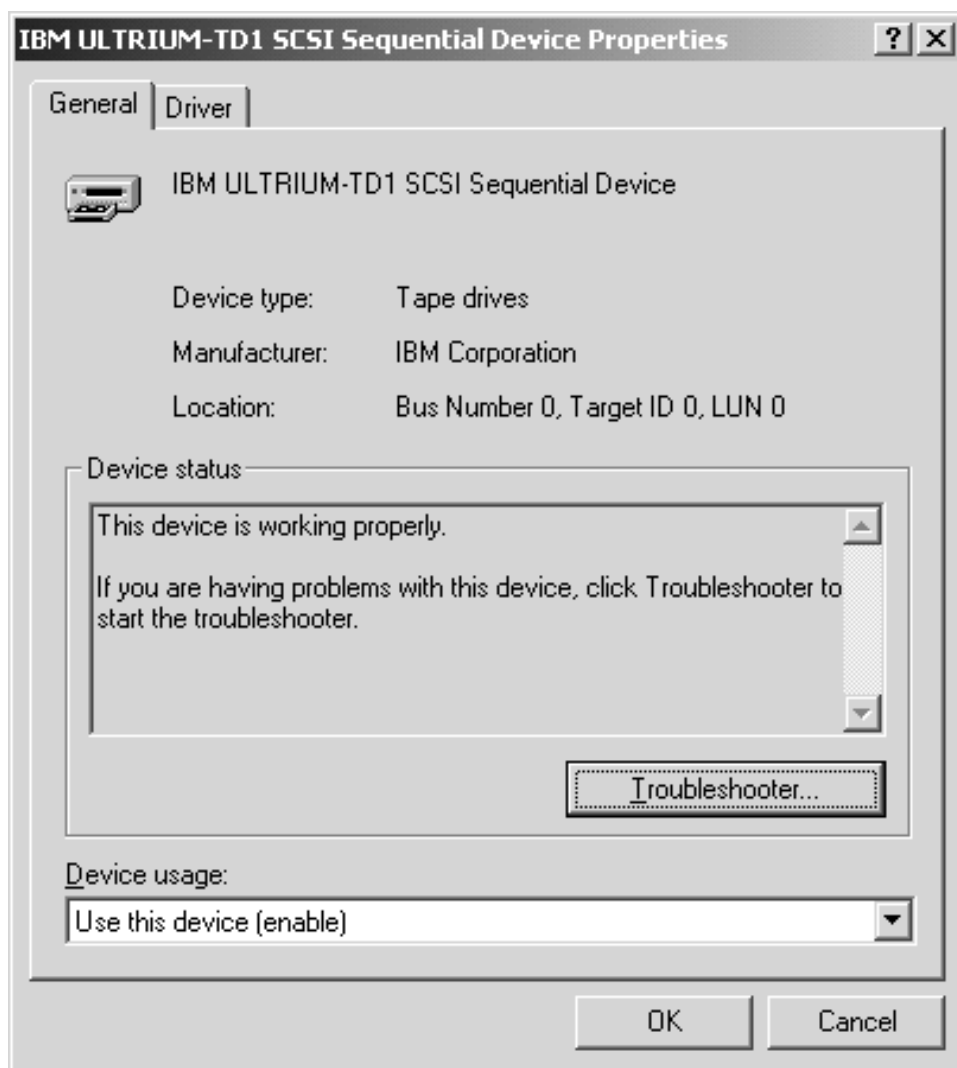 IBM ULTRIUM-TD1 SCSI Sequential Device Properties
General
Driver
IBM ULTRIUM-TD1 SCSI Sequential Device
Device type: Tape drives
Manufacturer: IBM Corporation
Location: Bus Number 0, Target ID 0, LUN 0
Device status
This device is working properly.
If you are having problems with this device, click Troubleshooter to
start the troubleshooter.
Troubleshooter...
Device usage:
Use this device (enable)
OK
Cancel